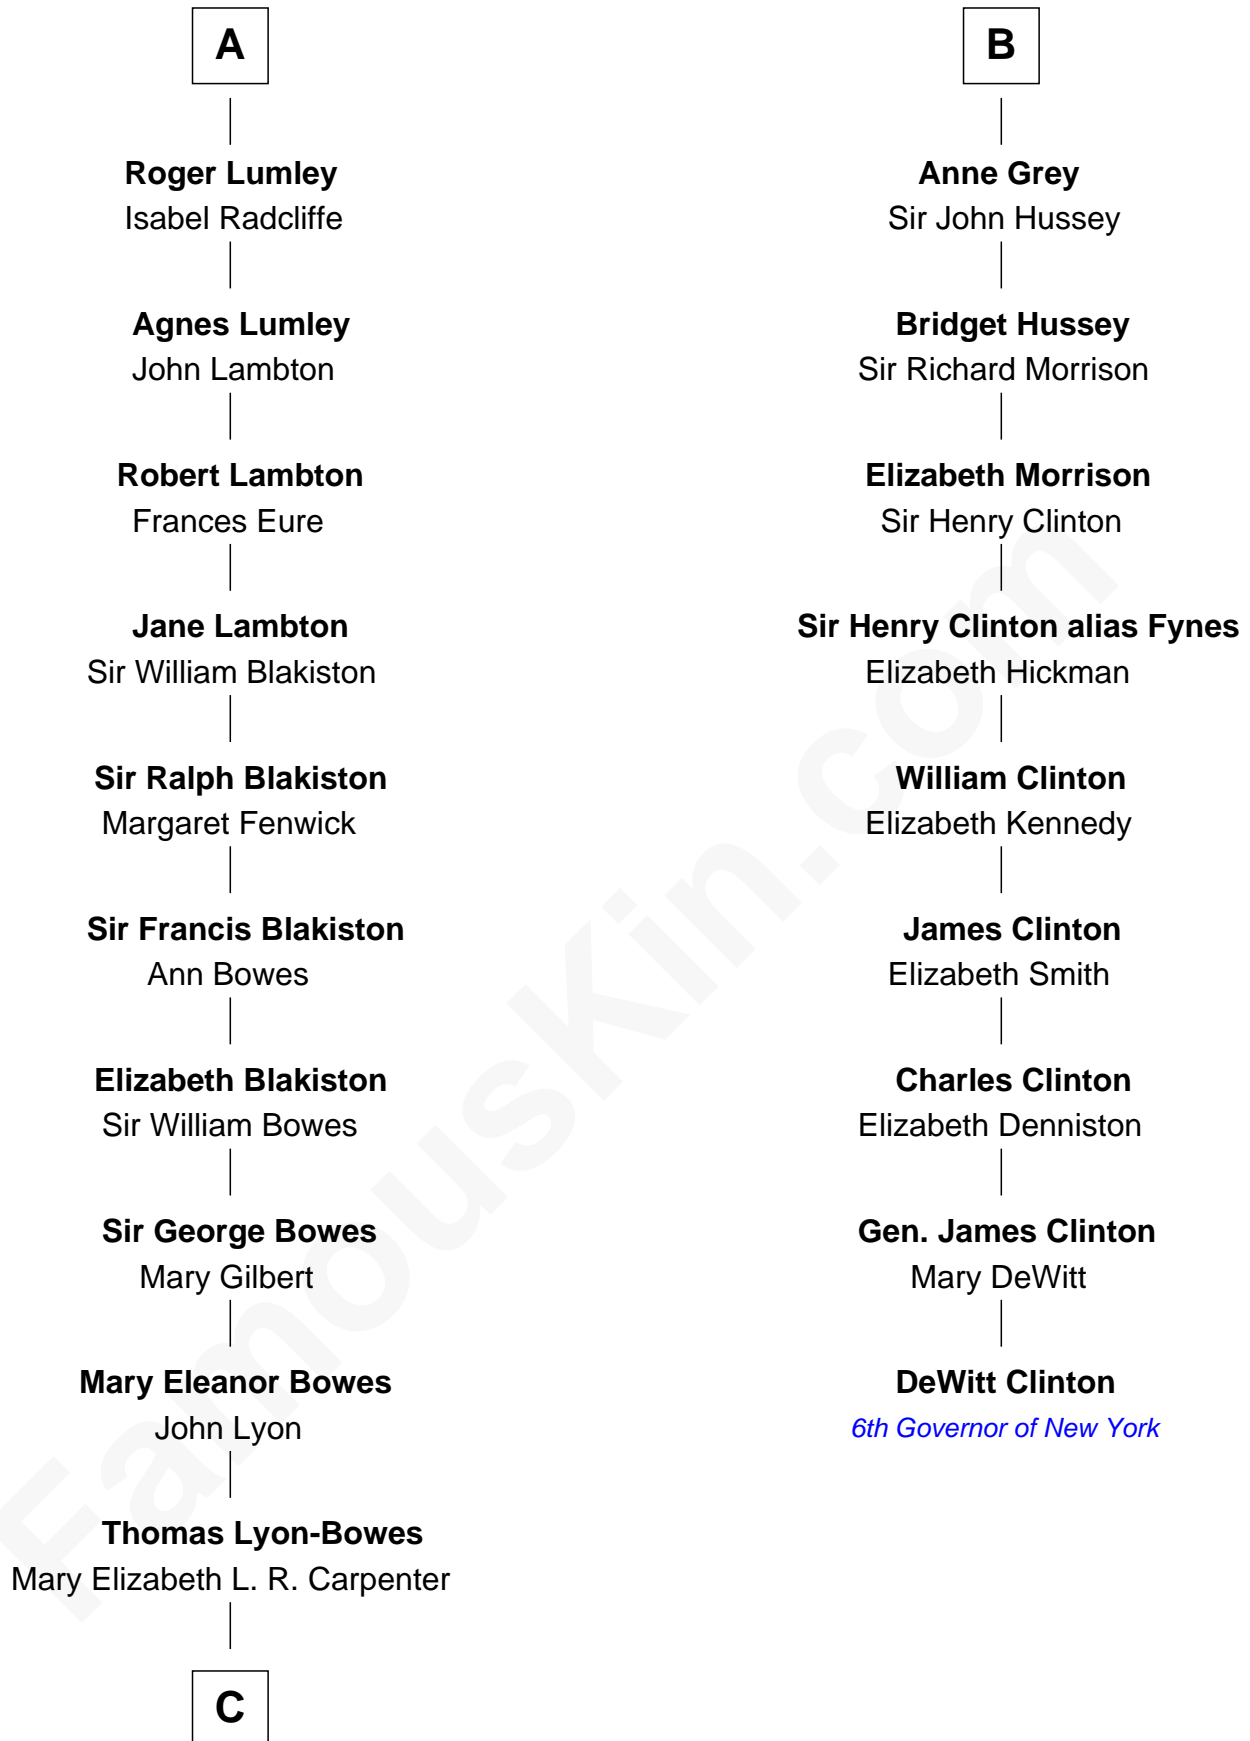 A
Roger Lumley
Isabel Radcliffe
Agnes Lumley
John Lambton
Robert Lambton
Frances Eure
Jane Lambton
Sir William Blakiston
Sir Ralph Blakiston
Margaret Fenwick
Sir Francis Blakiston
Ann Bowes
Elizabeth Blakiston
Sir William Bowes
Sir George Bowes
Mary Gilbert
Mary Eleanor Bowes
John Lyon
Thomas Lyon-Bowes
Mary Elizabeth L. R. Carpenter
C
B
Anne Grey
Sir John Hussey
Bridget Hussey
Sir Richard Morrison
Elizabeth Morrison
Sir Henry Clinton
Sir Henry Clinton alias Fynes
Elizabeth Hickman
William Clinton
Elizabeth Kennedy
James Clinton
Elizabeth Smith
Charles Clinton
Elizabeth Denniston
Gen. James Clinton
Mary DeWitt
DeWitt Clinton
6th Governor of New York
FamousKin.com